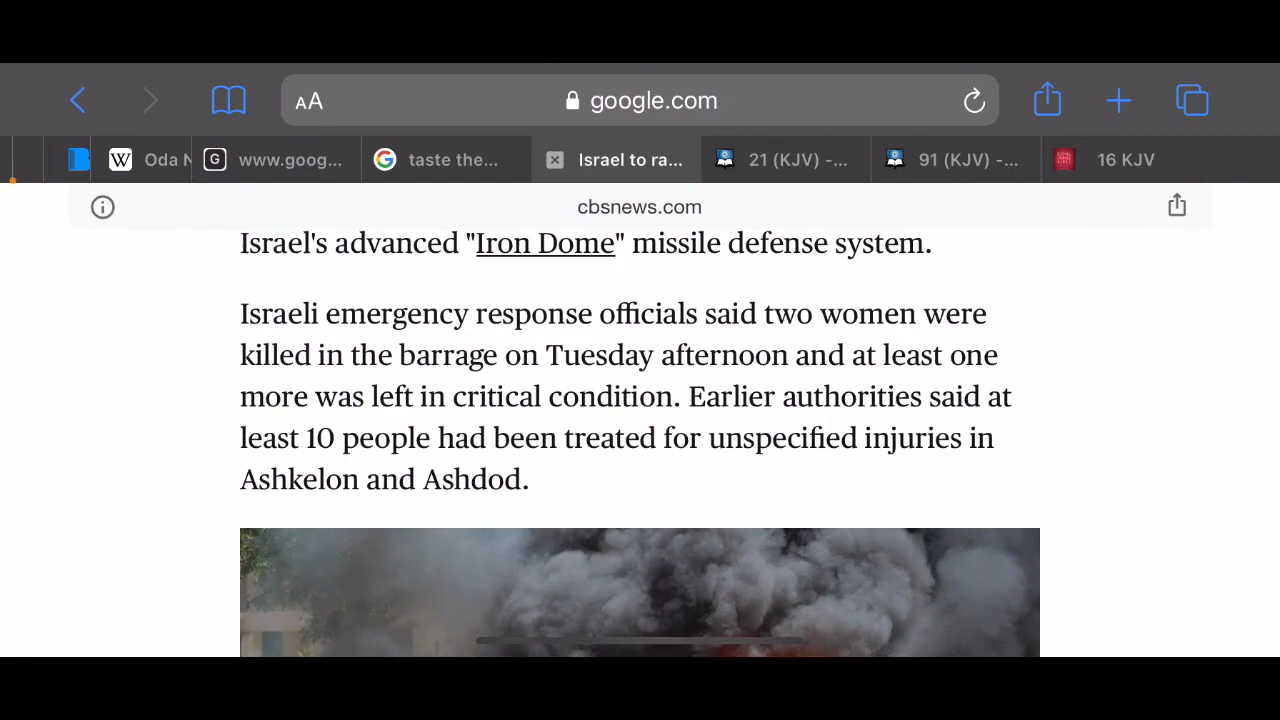 AA google.com
Oda N www.goog... taste the... Israel to ra... 21 (KJV) -... 91 (KJV) -... 16 KJV
cbsnews.com
Israel's advanced "Iron Dome" missile defense system.
Israeli emergency response officials said two women were
killed in the barrage on Tuesday afternoon and at least one
more was left in critical condition. Earlier authorities said at
least 10 people had been treated for unspecified injuries in
Ashkelon and Ashdod.